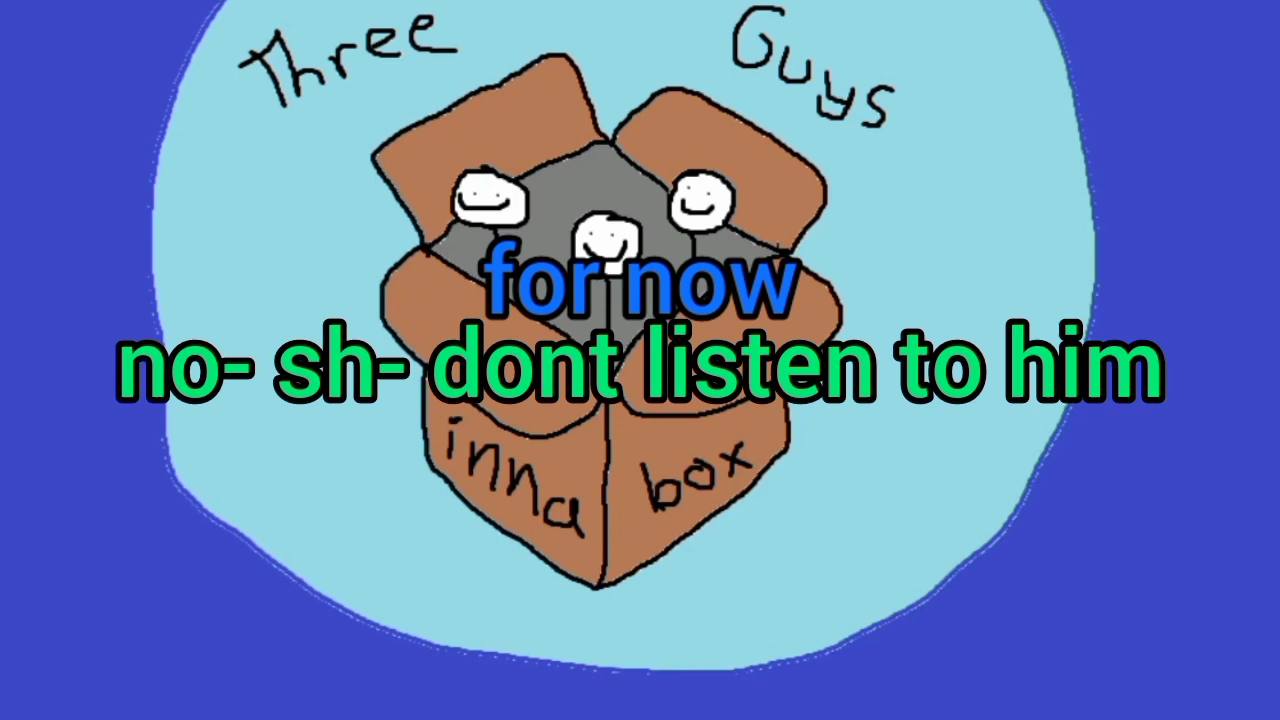 Three Guys
for now
no- sh- dont listen to him
inna box